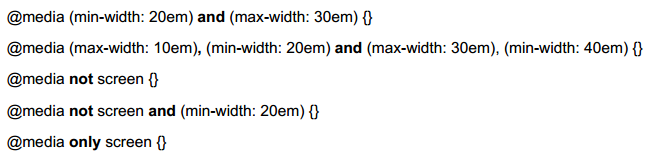 @media (min-width: 20em) and (max-width: 30em) {}
@media (max-width: 10em), (min-width: 20em) and (max-width: 30em), (min-width: 40em) {}
@media not screen {}
@media not screen and (min-width: 20em) {}
@media only screen {}